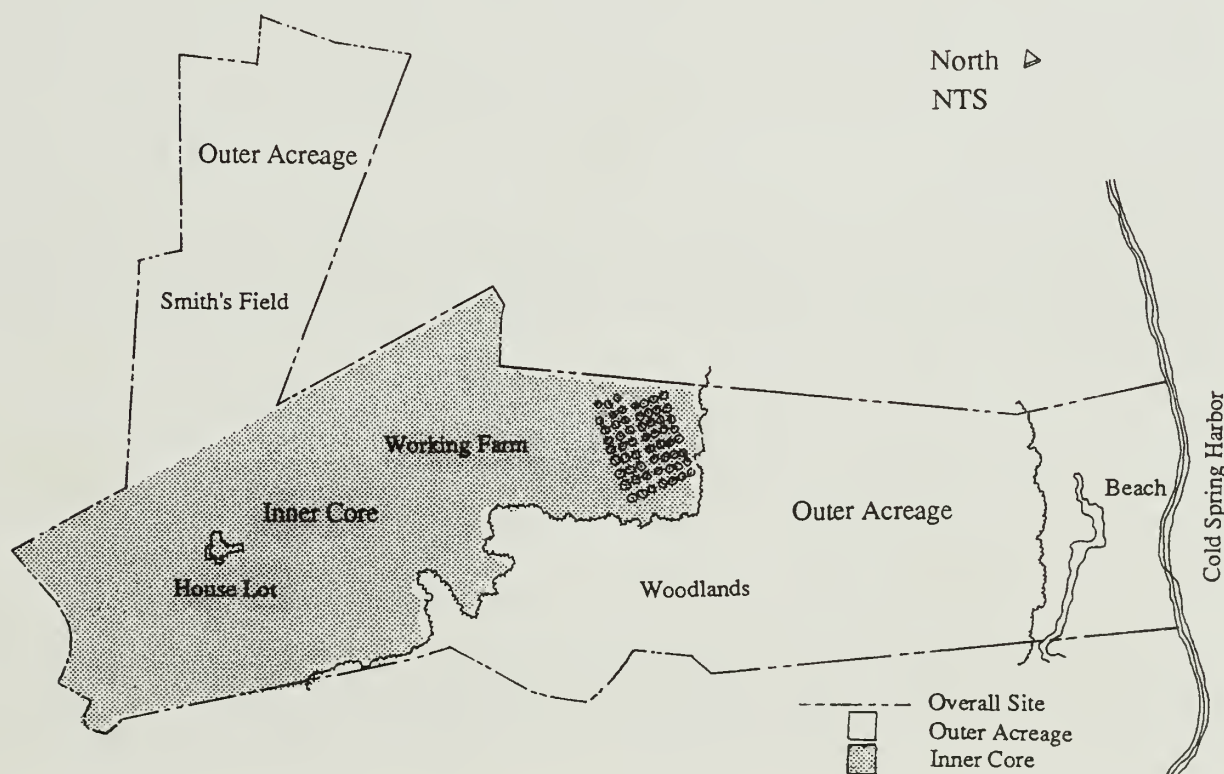 North
NTS
Outer Acreage
Smith's Field
Working Farm
Inner Core
House Lot
Outer Acreage
Woodlands
Beach
Cold Spring Harbor
Overall Site
Outer Acreage
Inner Core